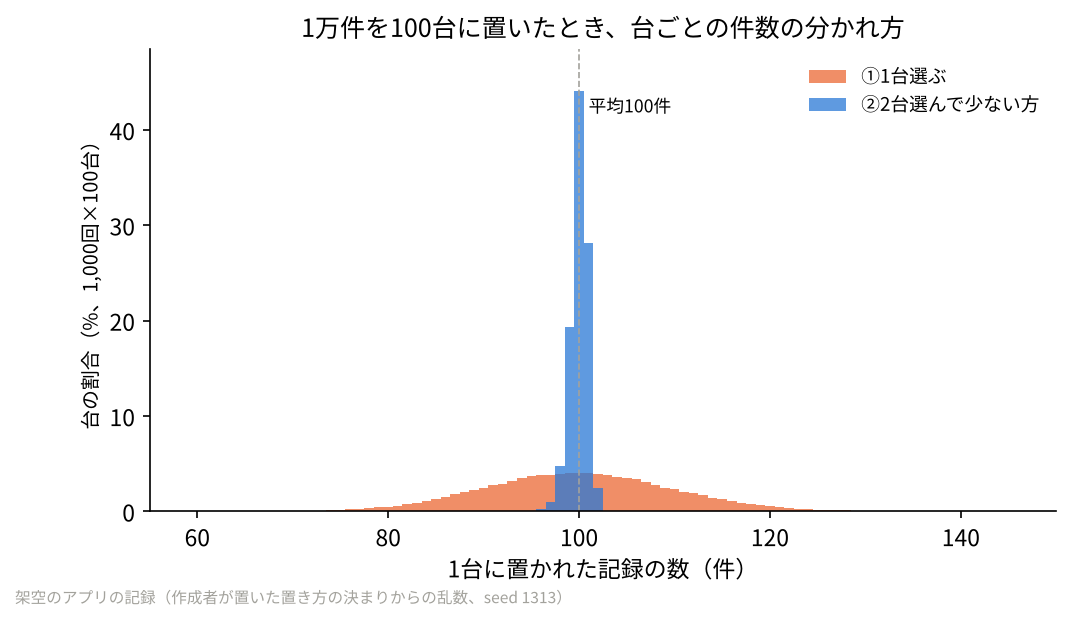 1万件を100台に置いたとき、台ごとの件数の分かれ方
①1台選ぶ
②2台選んで少ない方
平均100件
台の割合（%、1,000回×100台）
40
30
20
10
0
60
80
100
120
140
1台に置かれた記録の数（件）
架空のアプリの記録（作成者が置いた置き方の決まりからの乱数、seed 1313）